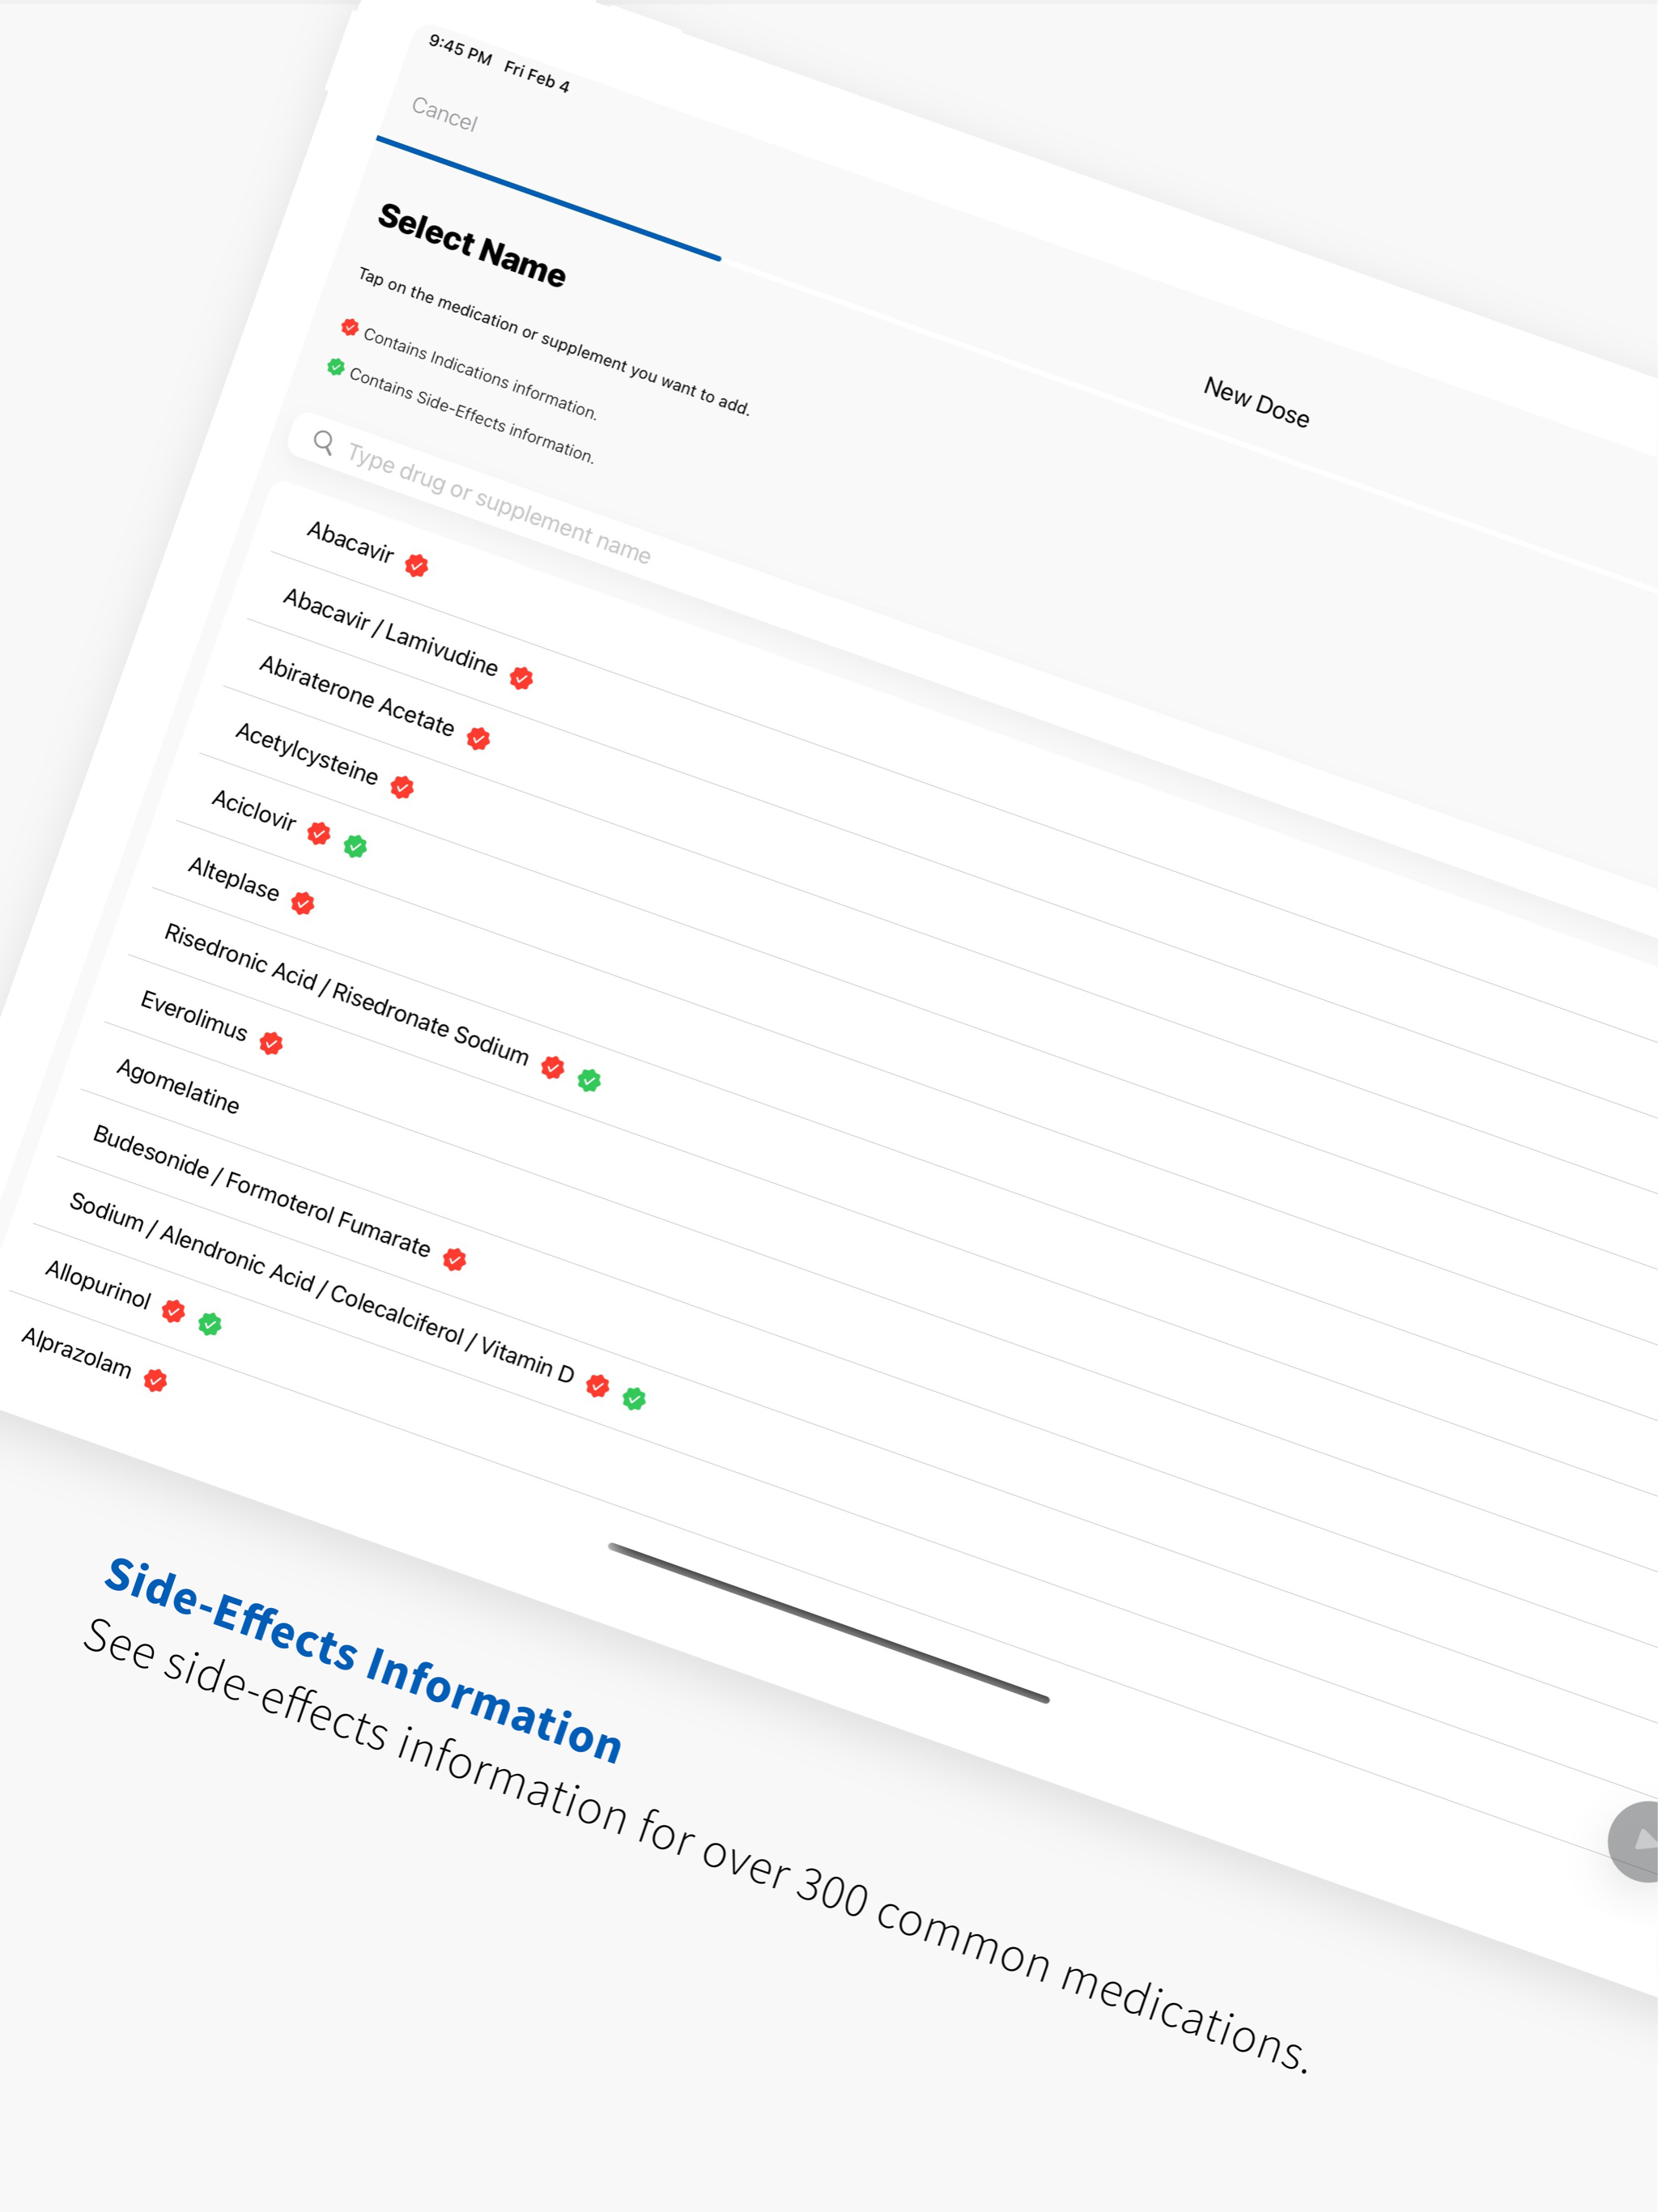 9:45 PM Fri Feb 4
Cancel
New Dose
Select Name
Tap on the medication or supplement you want to add.
Contains Indications information.
Contains Side-Effects information.
Type drug or supplement name
Abacavir
Abacavir / Lamivudine
Abiraterone Acetate
Acetylcysteine
Aciclovir
Alteplase
Risedronic Acid / Risedronate Sodium
Everolimus
Agomelatine
Budesonide / Formoterol Fumarate
Sodium / Alendronic Acid / Colecalciferol / Vitamin D
Allopurinol
Alprazolam
Side-Effects Information
See side-effects information for over 300 common medications.